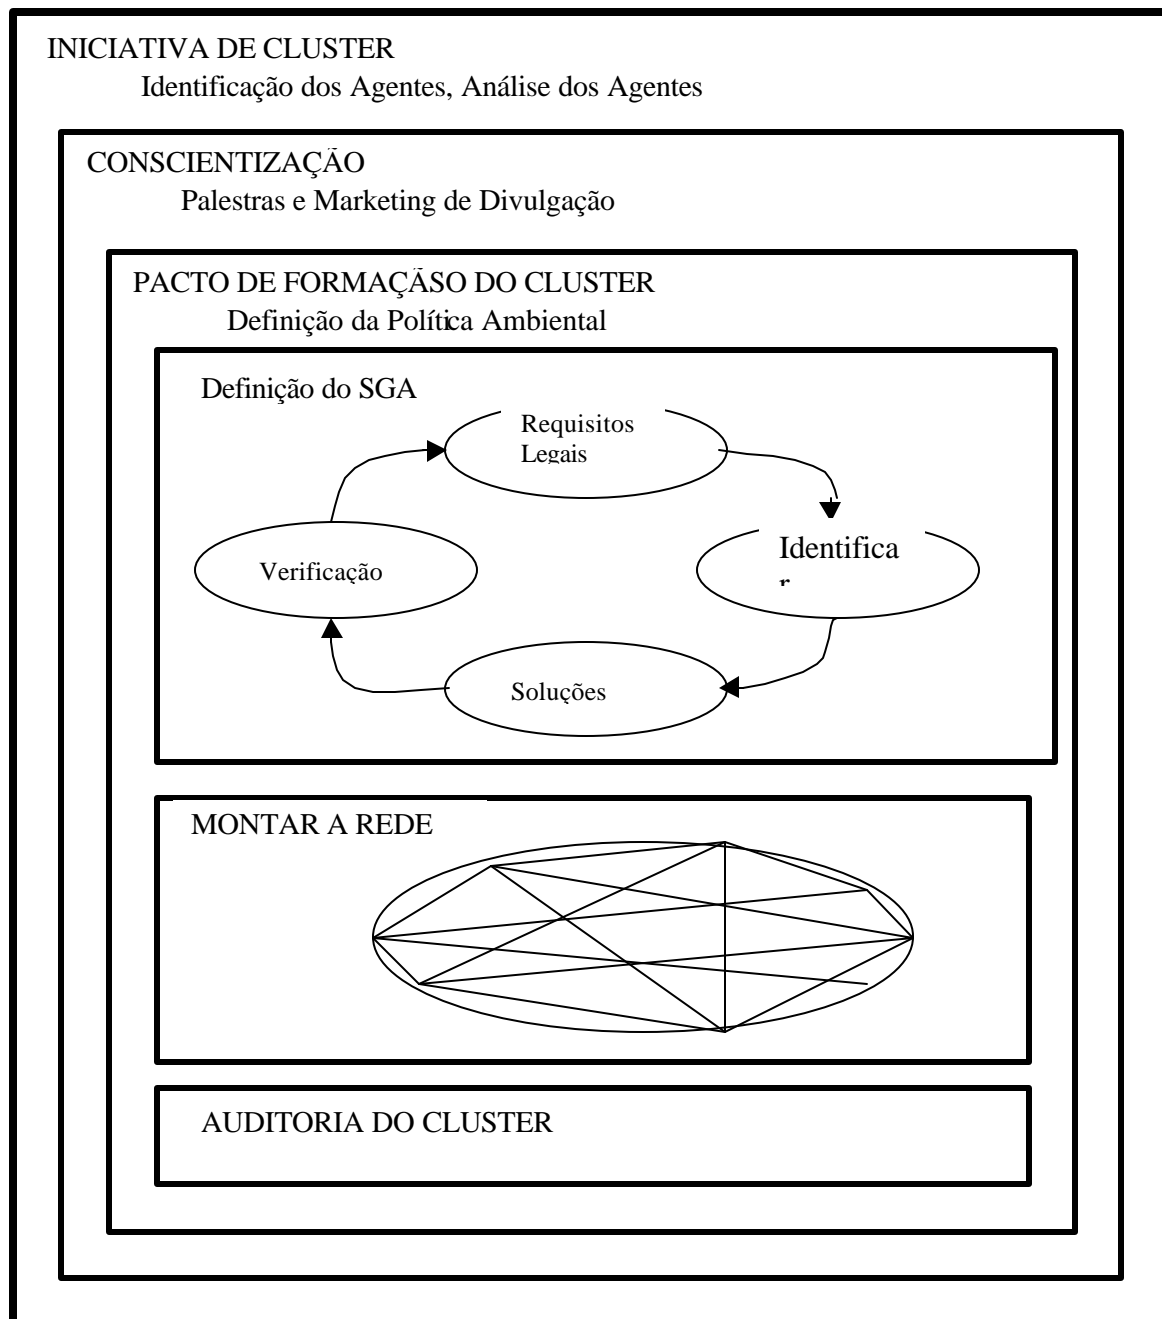 INICIATIVA DE CLUSTER
Identificação dos Agentes, Análise dos Agentes
CONSCIENTIZAÇÃO
Palestras e Marketing de Divulgação
PACTO DE FORMAÇÃSO DO CLUSTER
Definição da Política Ambiental
Definição do SGA
Requisitos
Legais
Identifica
r
Verificação
Soluções
MONTAR A REDE
AUDITORIA DO CLUSTER